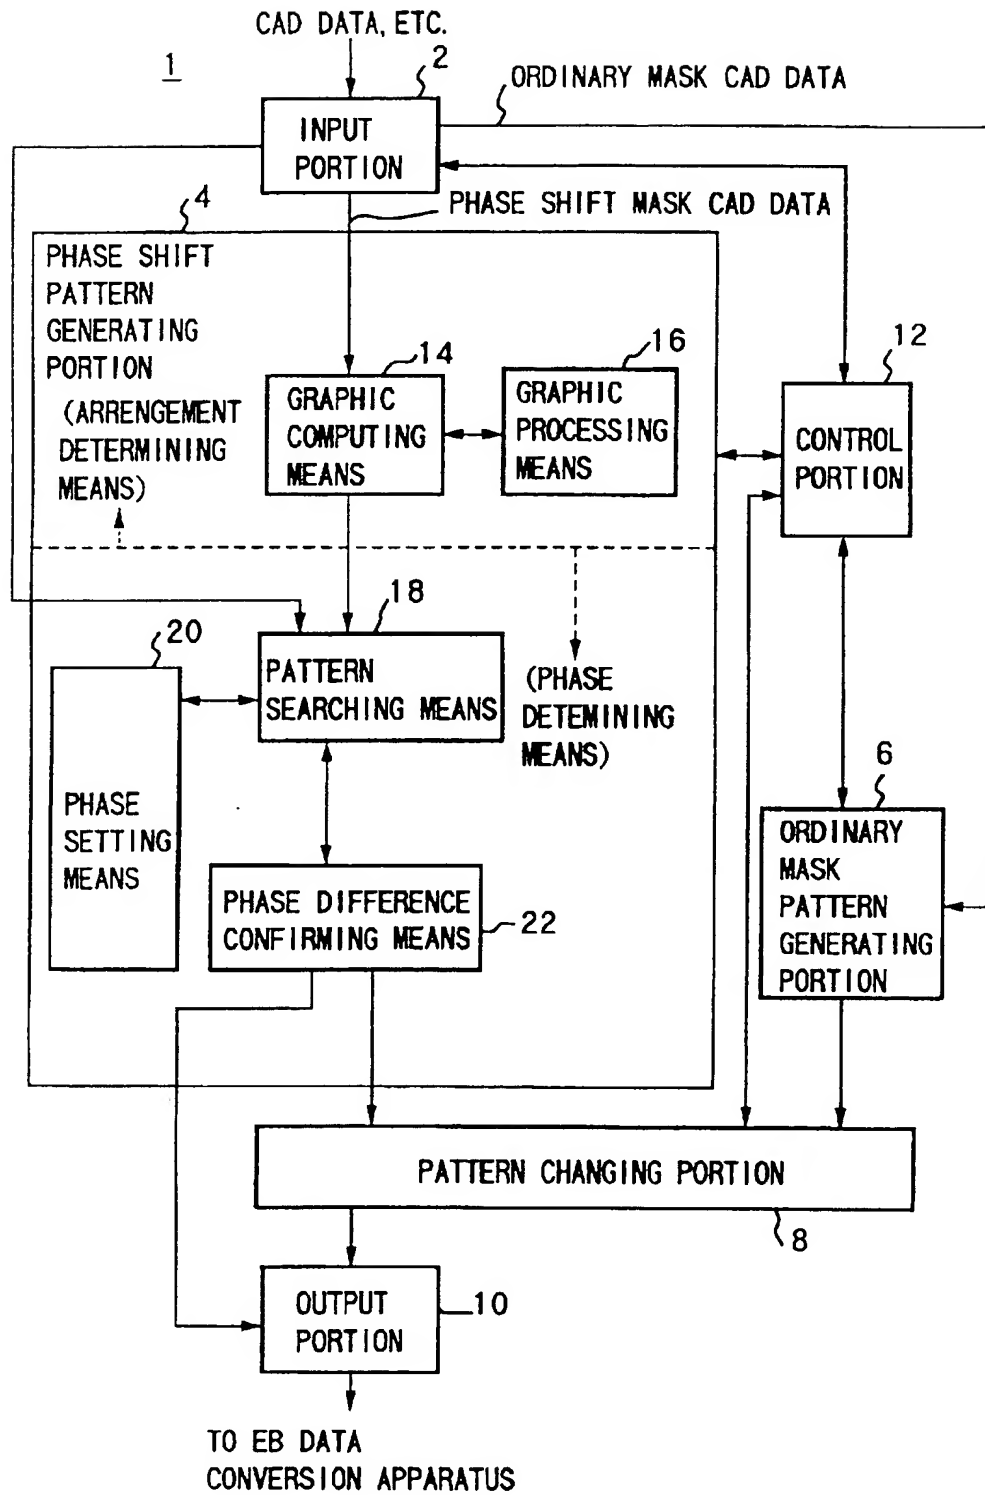 CAD DATA, ETC.
1
2
ORDINARY MASK CAD DATA
INPUT
PORTION
PHASE SHIFT MASK CAD DATA
4
PHASE SHIFT
PATTERN
GENERATING
PORTION
(ARRENGEMENT
DETERMINING
MEANS)
14
GRAPHIC
COMPUTING
MEANS
16
GRAPHIC
PROCESSING
MEANS
12
CONTROL
PORTION
18
PATTERN
SEARCHING MEANS
20
PHASE
SETTING
MEANS
(PHASE
DETEMINING
MEANS)
6
ORDINARY
MASK
PATTERN
GENERATING
PORTION
PHASE DIFFERENCE
CONFIRMING MEANS
22
PATTERN CHANGING PORTION
8
OUTPUT
PORTION
10
TO EB DATA
CONVERSION APPARATUS